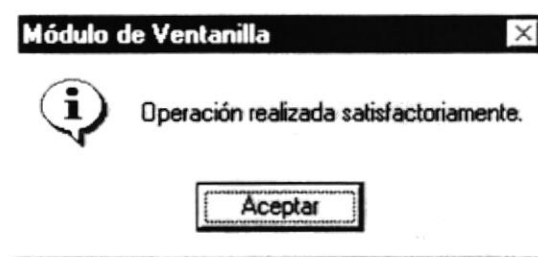 Módulo de Ventanilla
Operación realizada satisfactoriamente.
Aceptar